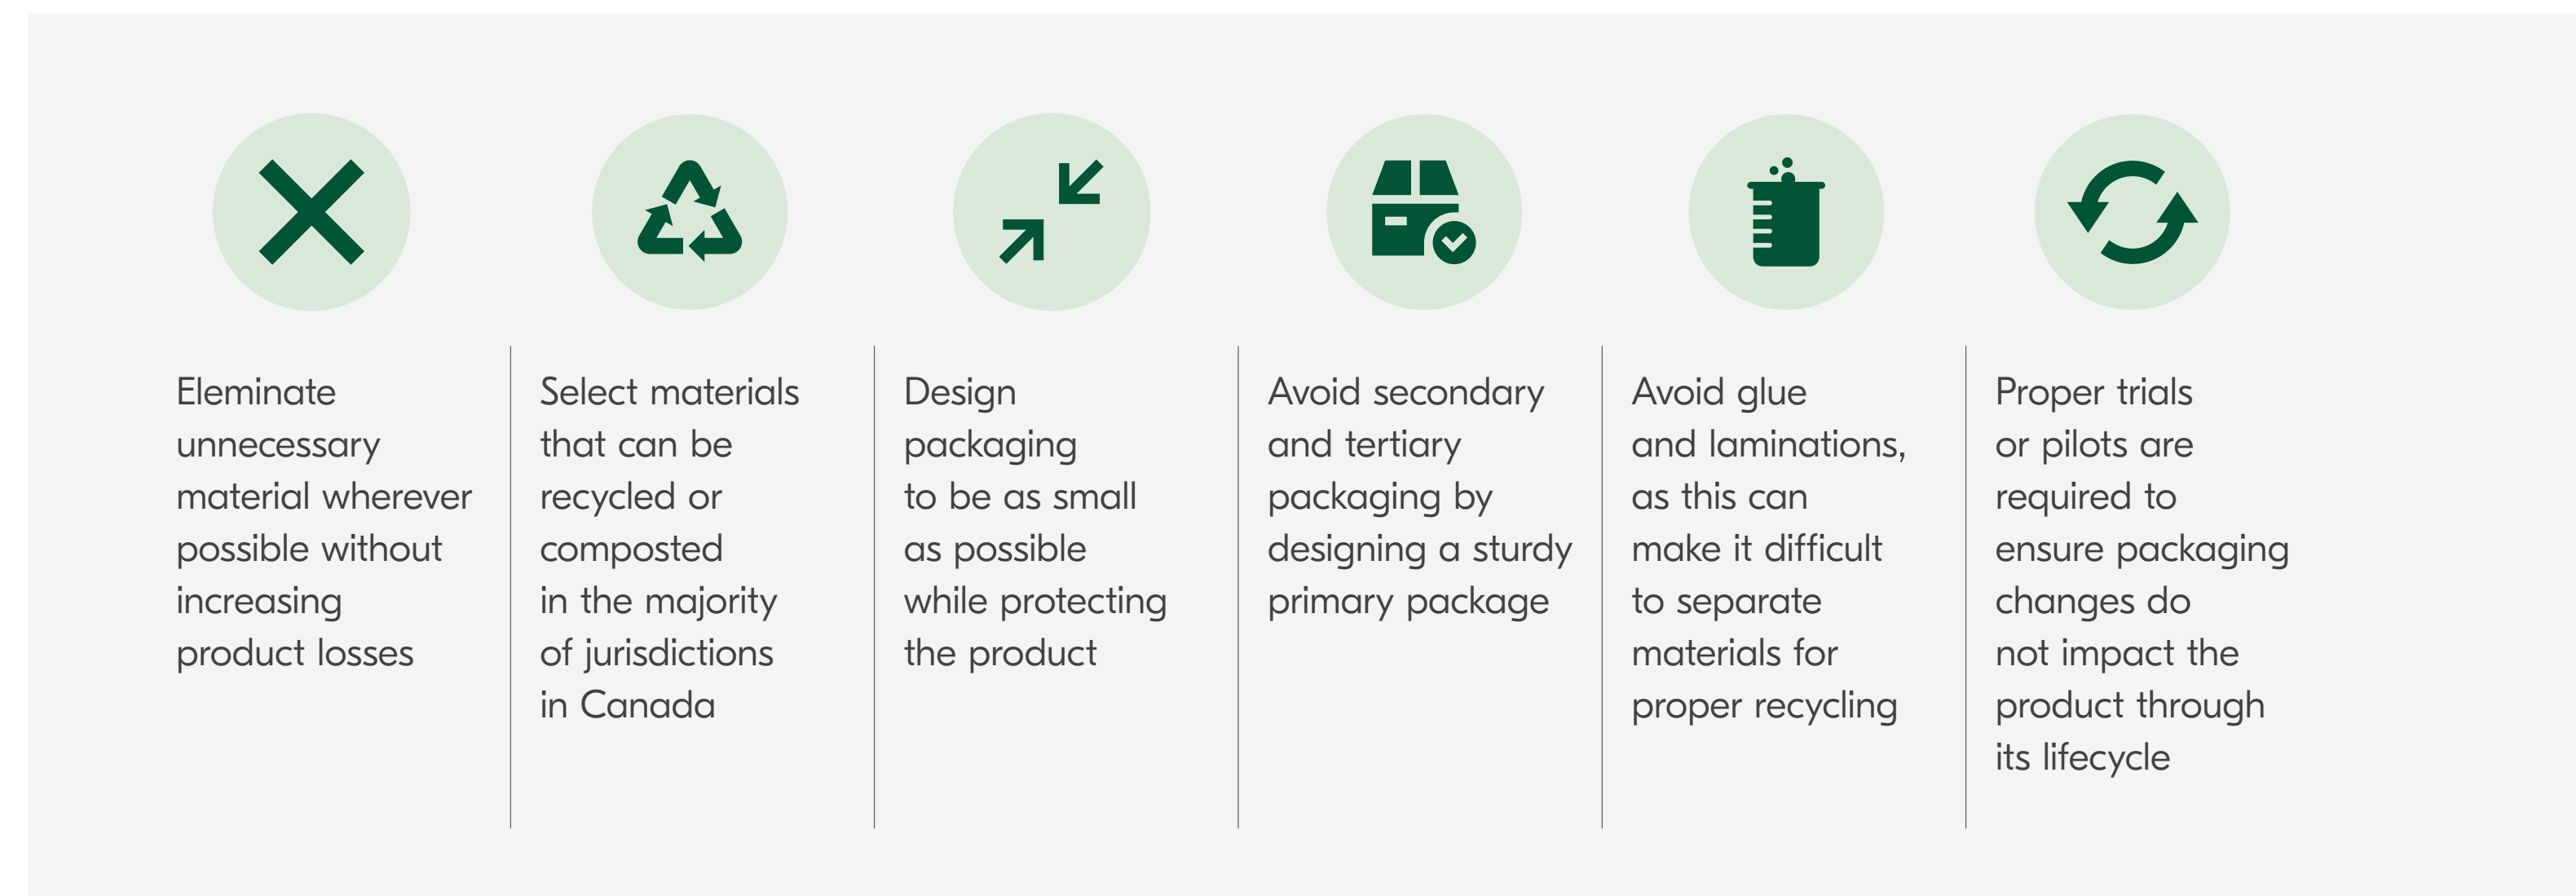 Eleminate
unnecessary
material wherever
possible without
increasing
product losses
Select materials
that can be
recycled or
composted
in the majority
of jurisdictions
in Canada
Design
packaging
to be as small
as possible
while protecting
the product
Avoid secondary
and tertiary
packaging by
designing a sturdy
primary package
Avoid glue
and laminations,
as this can
make it difficult
to separate
materials for
proper recycling
Proper trials
or pilots are
required to
ensure packaging
changes do
not impact the
product through
its lifecycle